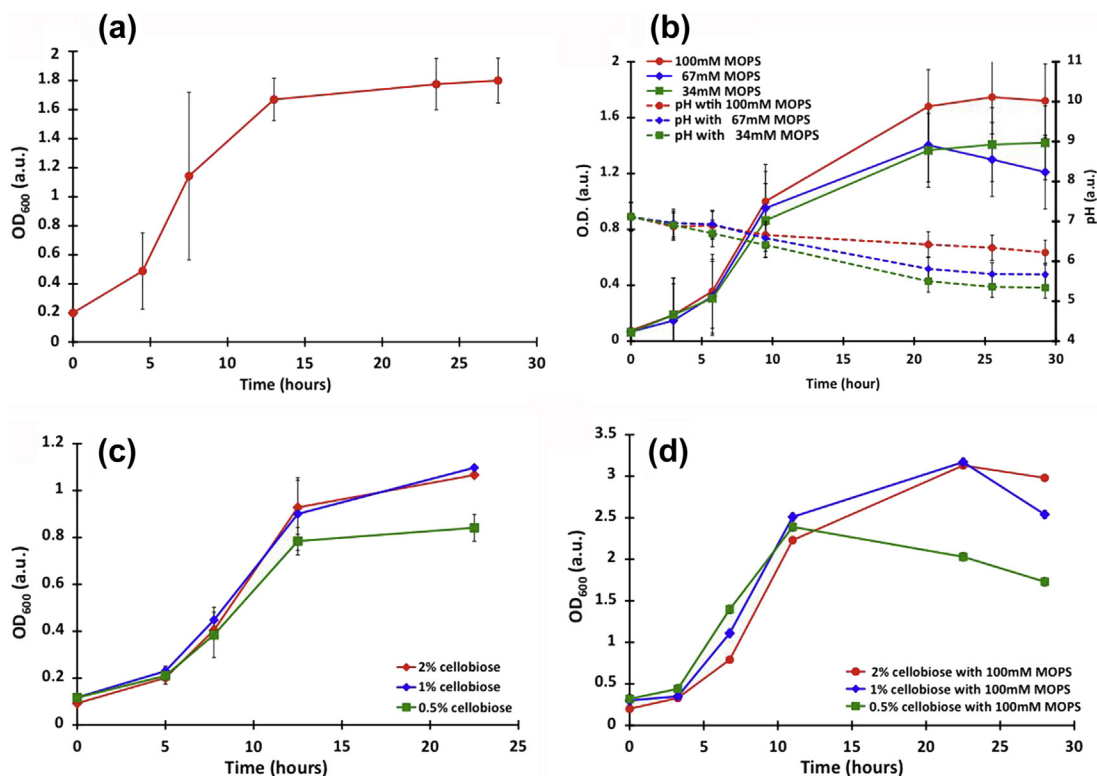 (a)
2
1.8
1.6
1.4
1.2
1
0.8
0.6
0.4
0.2
0
OD600 (a.u.)
0 5 10 15 20 25 30
Time (hours)
(b)
100mM MOPS
67mM MOPS
34mM MOPS
pH wtih 100mM MOPS
pH with 67mM MOPS
pH with 34mM MOPS
2
1.6
1.2
0.8
0.4
0
O.D. (a.u.)
11
10
9
8
7
6
5
4
pH (a.u.)
0 5 10 15 20 25 30
Time (hour)
(c)
1.2
1
0.8
0.6
0.4
0.2
0
OD600 (a.u.)
2% cellobiose
1% cellobiose
0.5% cellobiose
0 5 10 15 20 25
Time (hours)
(d)
3.5
3
2.5
2
1.5
1
0.5
0
OD600 (a.u.)
2% cellobiose with 100mM MOPS
1% cellobiose with 100mM MOPS
0.5% cellobiose with 100mM MOPS
0 5 10 15 20 25 30
Time (hours)